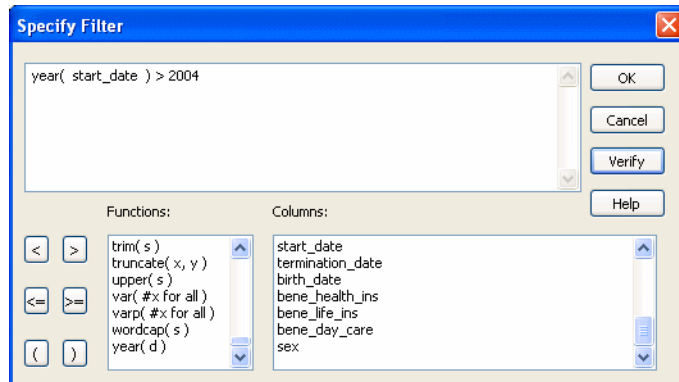 Specify Filter
year( start_date ) > 2004
OK
Cancel
Verify
Help
Functions:
Columns:
< >
<= >=
( )
trim( s )
truncate( x, y )
upper( s )
var( #x for all )
varp( #x for all )
wordcap( s )
year( d )
start_date
termination_date
birth_date
bene_health_ins
bene_life_ins
bene_day_care
sex